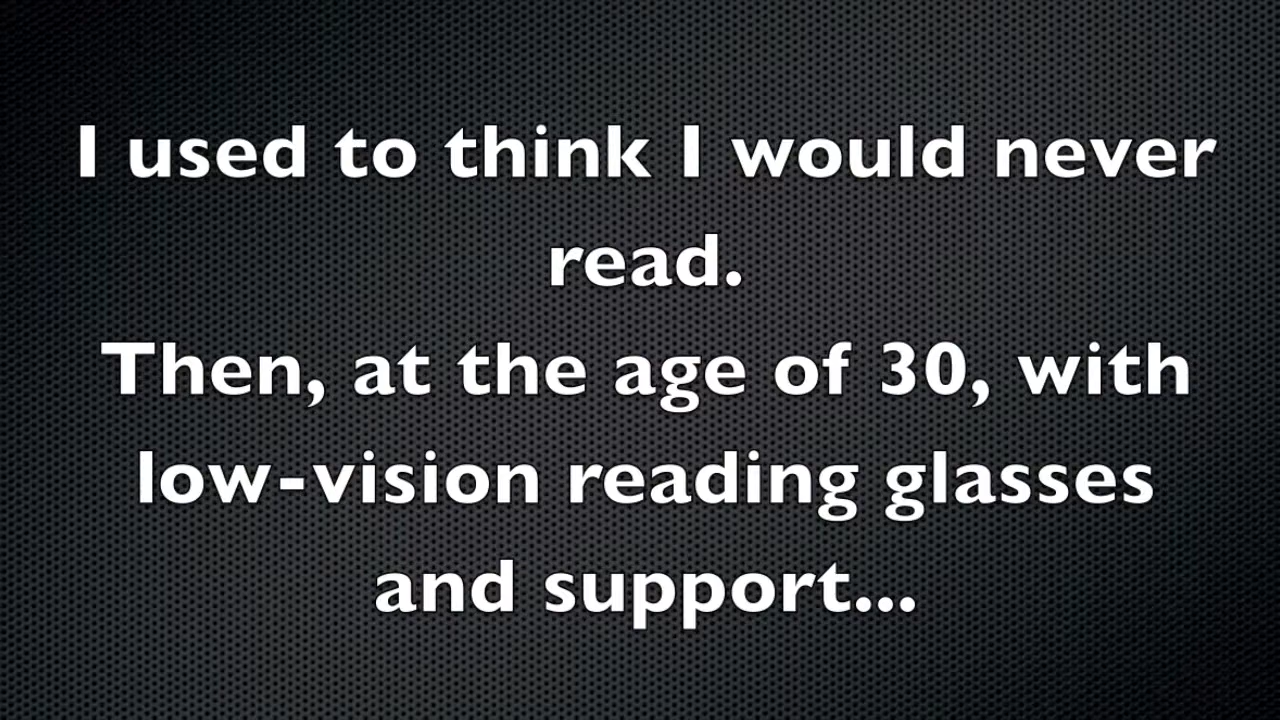 I used to think I would never
read.
Then, at the age of 30, with
low-vision reading glasses
and support...